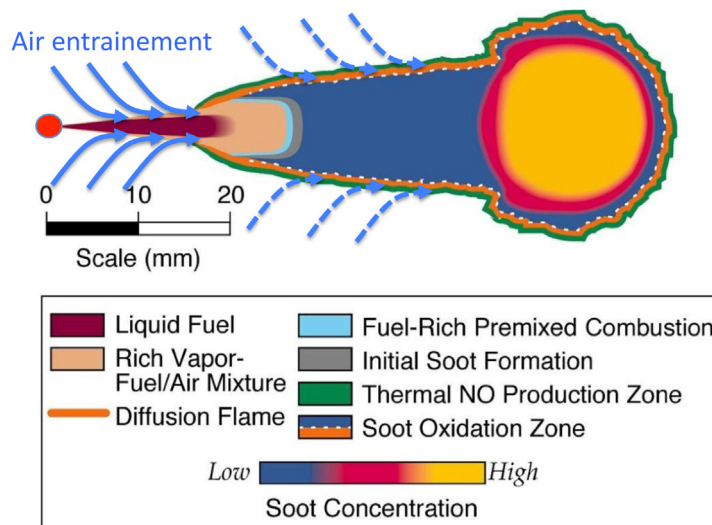 Air entrainement
0 10 20
Scale (mm)
Liquid Fuel
Rich Vapor-
Fuel/Air Mixture
Diffusion Flame
Fuel-Rich Premixed Combustion
Initial Soot Formation
Thermal NO Production Zone
Soot Oxidation Zone
Low High
Soot Concentration